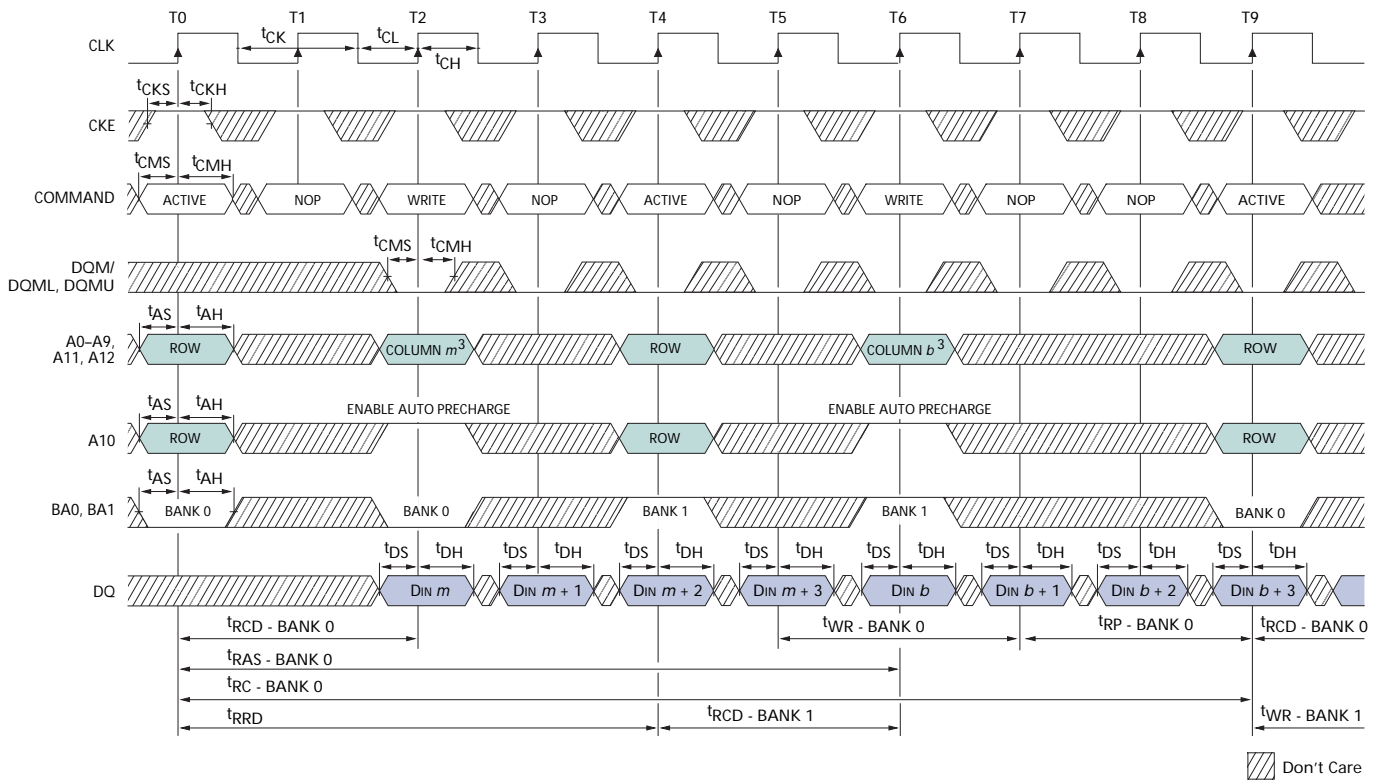 T0 T1 T2 T3 T4 T5 T6 T7 T8 T9
CLK
tCK tCL
tCH
tCKS tCKH
CKE
tCMS tCMH
COMMAND ACTIVE NOP WRITE NOP ACTIVE NOP WRITE NOP NOP ACTIVE
tCMS tCMH
DQM/
DQML, DQMU
tAS tAH
A0–A9,
A11, A12
ROW COLUMN m3 ROW COLUMN b3 ROW
tAS tAH
ENABLE AUTO PRECHARGE ENABLE AUTO PRECHARGE
A10 ROW ROW ROW
tAS tAH
BA0, BA1 BANK 0 BANK 0 BANK 1 BANK 1 BANK 0
tDS tDH tDS tDH tDS tDH tDS tDH tDS tDH tDS tDH tDS tDH tDS tDH
DQ DIN m DIN m + 1 DIN m + 2 DIN m + 3 DIN b DIN b + 1 DIN b + 2 DIN b + 3
tRCD - BANK 0 tWR - BANK 0 tRP - BANK 0 tRCD - BANK 0
tRAS - BANK 0
tRC - BANK 0
tRRD tRCD - BANK 1 tWR - BANK 1
Don't Care